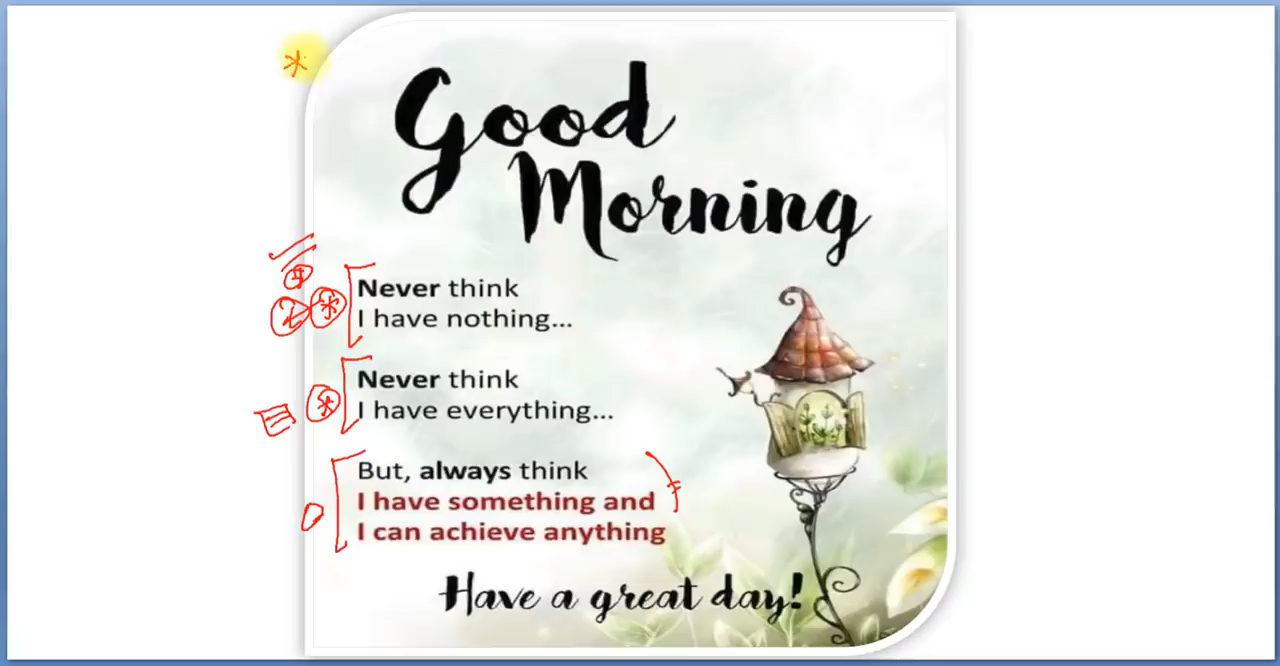 Good
Morning
Never think
I have nothing...
Never think
I have everything...
But, always think
I have something and
I can achieve anything
Have a great day!